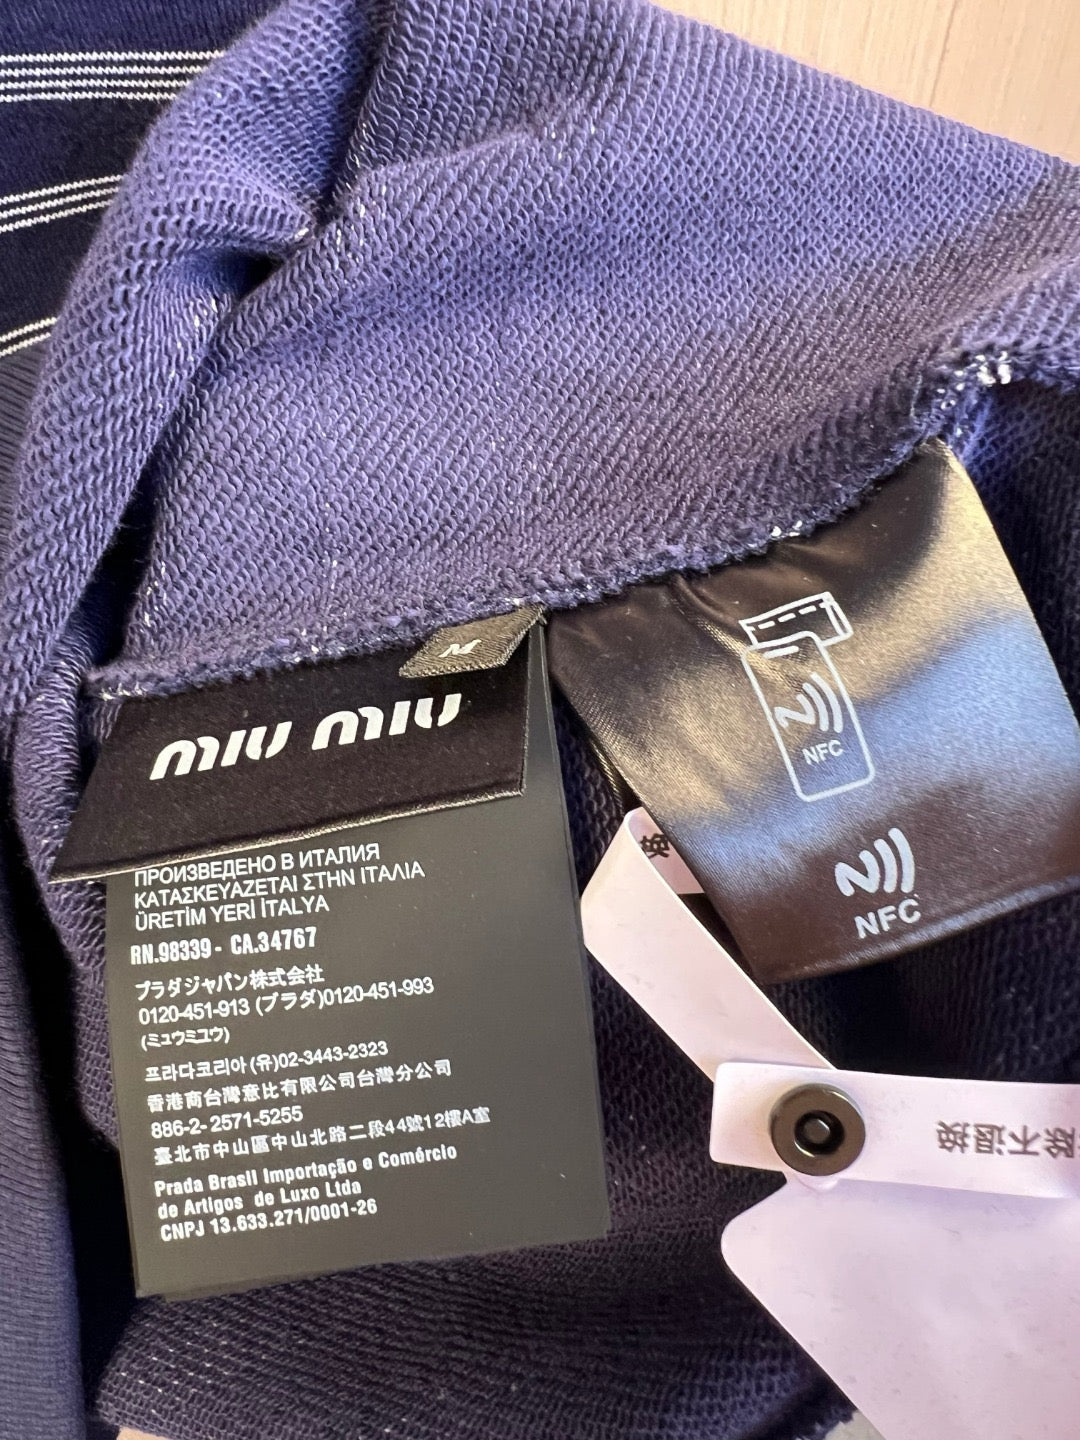 M
miu miu
ПРОИЗВЕДЕНО В ИТАЛИЯ
ΚΑΤΑΣΚΕΥΑΖΕΤΑΙ ΣΤΗΝ ΙΤΑΛΙΑ
ÜRETİM YERİ İTALYA
RN.98339 - CA.34767
プラダジャパン株式会社
0120-451-913 (プラダ)0120-451-993
(ミュウミュウ)
프라다코리아(유)02-3443-2323
香港商台灣意比有限公司台灣分公司
886-2-2571-5255
臺北市中山區中山北路二段44號12樓A室
Prada Brasil Importação e Comércio
de Artigos de Luxo Ltda
CNPJ 13.633.271/0001-26
NFC
NFC
换
除不退换